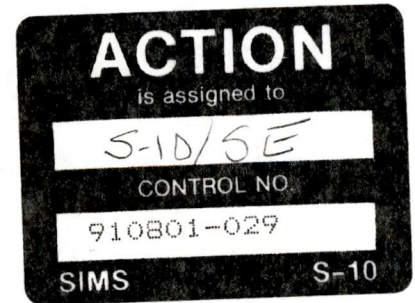 ACTION
is assigned to
S-10/SE
CONTROL NO.
910801-029
SIMS S-10